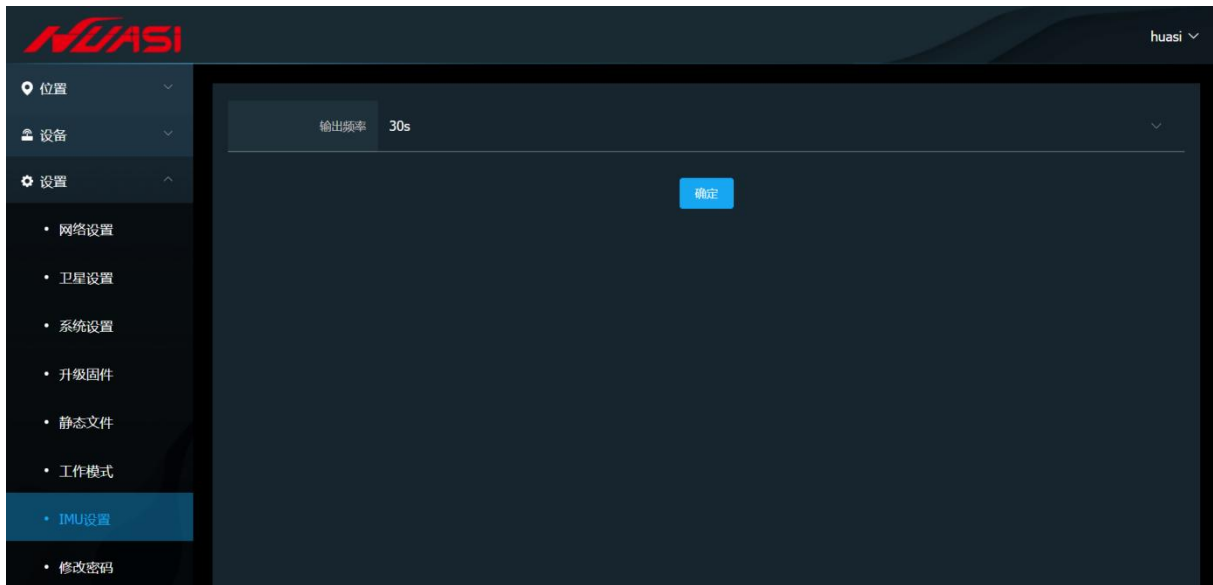 HUASI
huasi
位置
设备
设置
网络设置
卫星设置
系统设置
升级固件
静态文件
工作模式
IMU设置
修改密码
输出频率 30s
确定